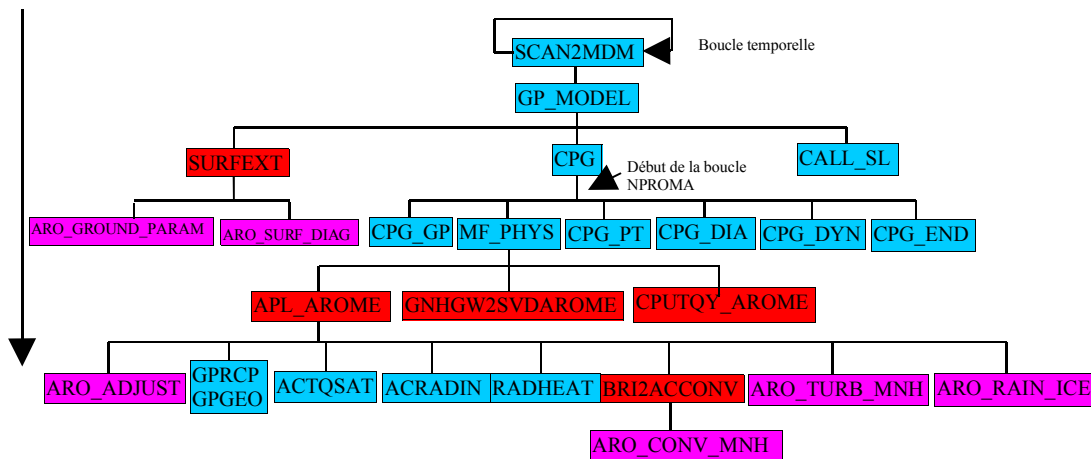 SCAN2MDM
Boucle temporelle
GP_MODEL
SURFEXT
CPG
CALL_SL
Début de la boucle
NPROMA
ARO_GROUND_PARAM
ARO_SURF_DIAG
CPG_GP
MF_PHYS
CPG_PT
CPG_DIA
CPG_DYN
CPG_END
APL_AROME
GNHGW2SVDAROME
CPUTQY_AROME
ARO_ADJUST
GPRCP
GPGEO
ACTQSAT
ACRADIN
RADHEAT
BRI2ACCONV
ARO_TURB_MNH
ARO_RAIN_ICE
ARO_CONV_MNH